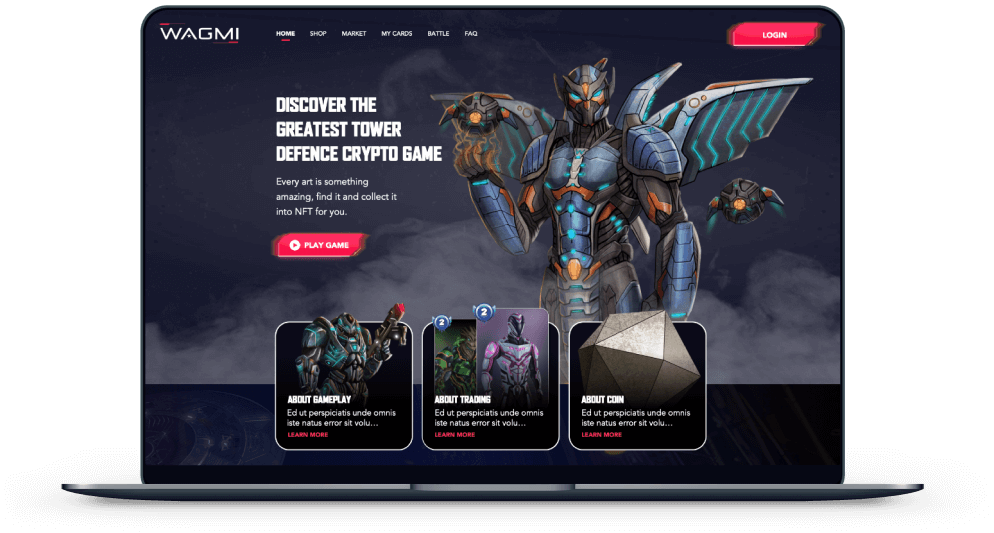 WAGMI
HOME SHOP MARKET MY CARDS BATTLE FAQ
LOGIN
DISCOVER THE
GREATEST TOWER
DEFENCE CRYPTO GAME
Every art is something
amazing, find it and collect it
into NFT for you.
PLAY GAME
2
2
ABOUT GAMEPLAY
Ed ut perspiciatis unde omnis
iste natus error sit volu...
LEARN MORE
ABOUT TRADING
Ed ut perspiciatis unde omnis
iste natus error sit volu...
LEARN MORE
ABOUT COIN
Ed ut perspiciatis unde omnis
iste natus error sit volu...
LEARN MORE